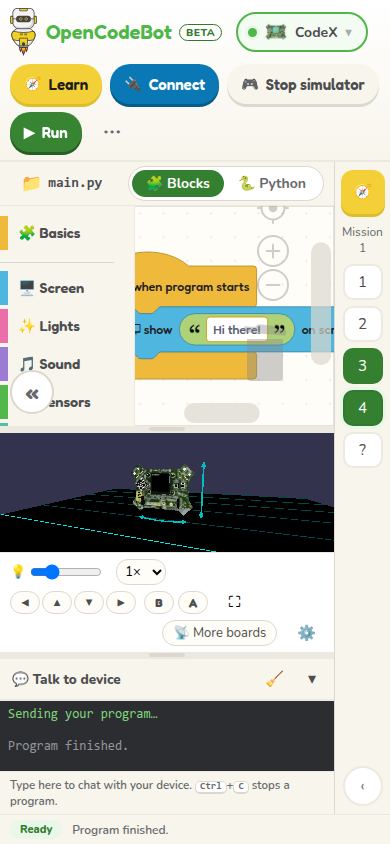 OpenCodeBot BETA
CodeX ▾
Learn
Connect
Stop simulator
Run
···
main.py
Blocks
Python
Basics
Screen
Lights
Sound
ensors
when program starts
show “ Hi there! ” on scr
Mission
1
1
2
3
4
?
1×
B
A
More boards
Talk to device
Sending your program…
Program finished.
Type here to chat with your device. Ctrl+C stops a
program.
Ready
Program finished.